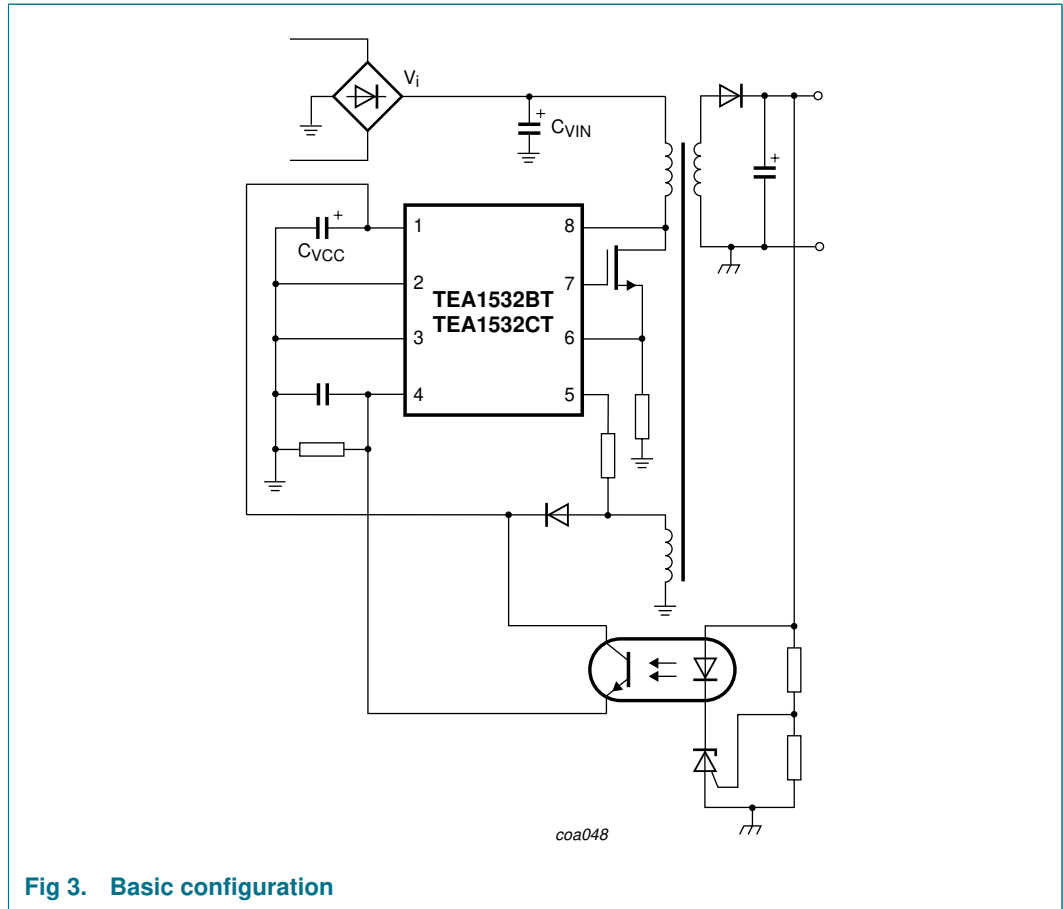 Vi
+
CVIN
+
+
CVCC
1
8
2
7
TEA1532BT
TEA1532CT
3
6
4
5
coa048
Fig 3. Basic configuration